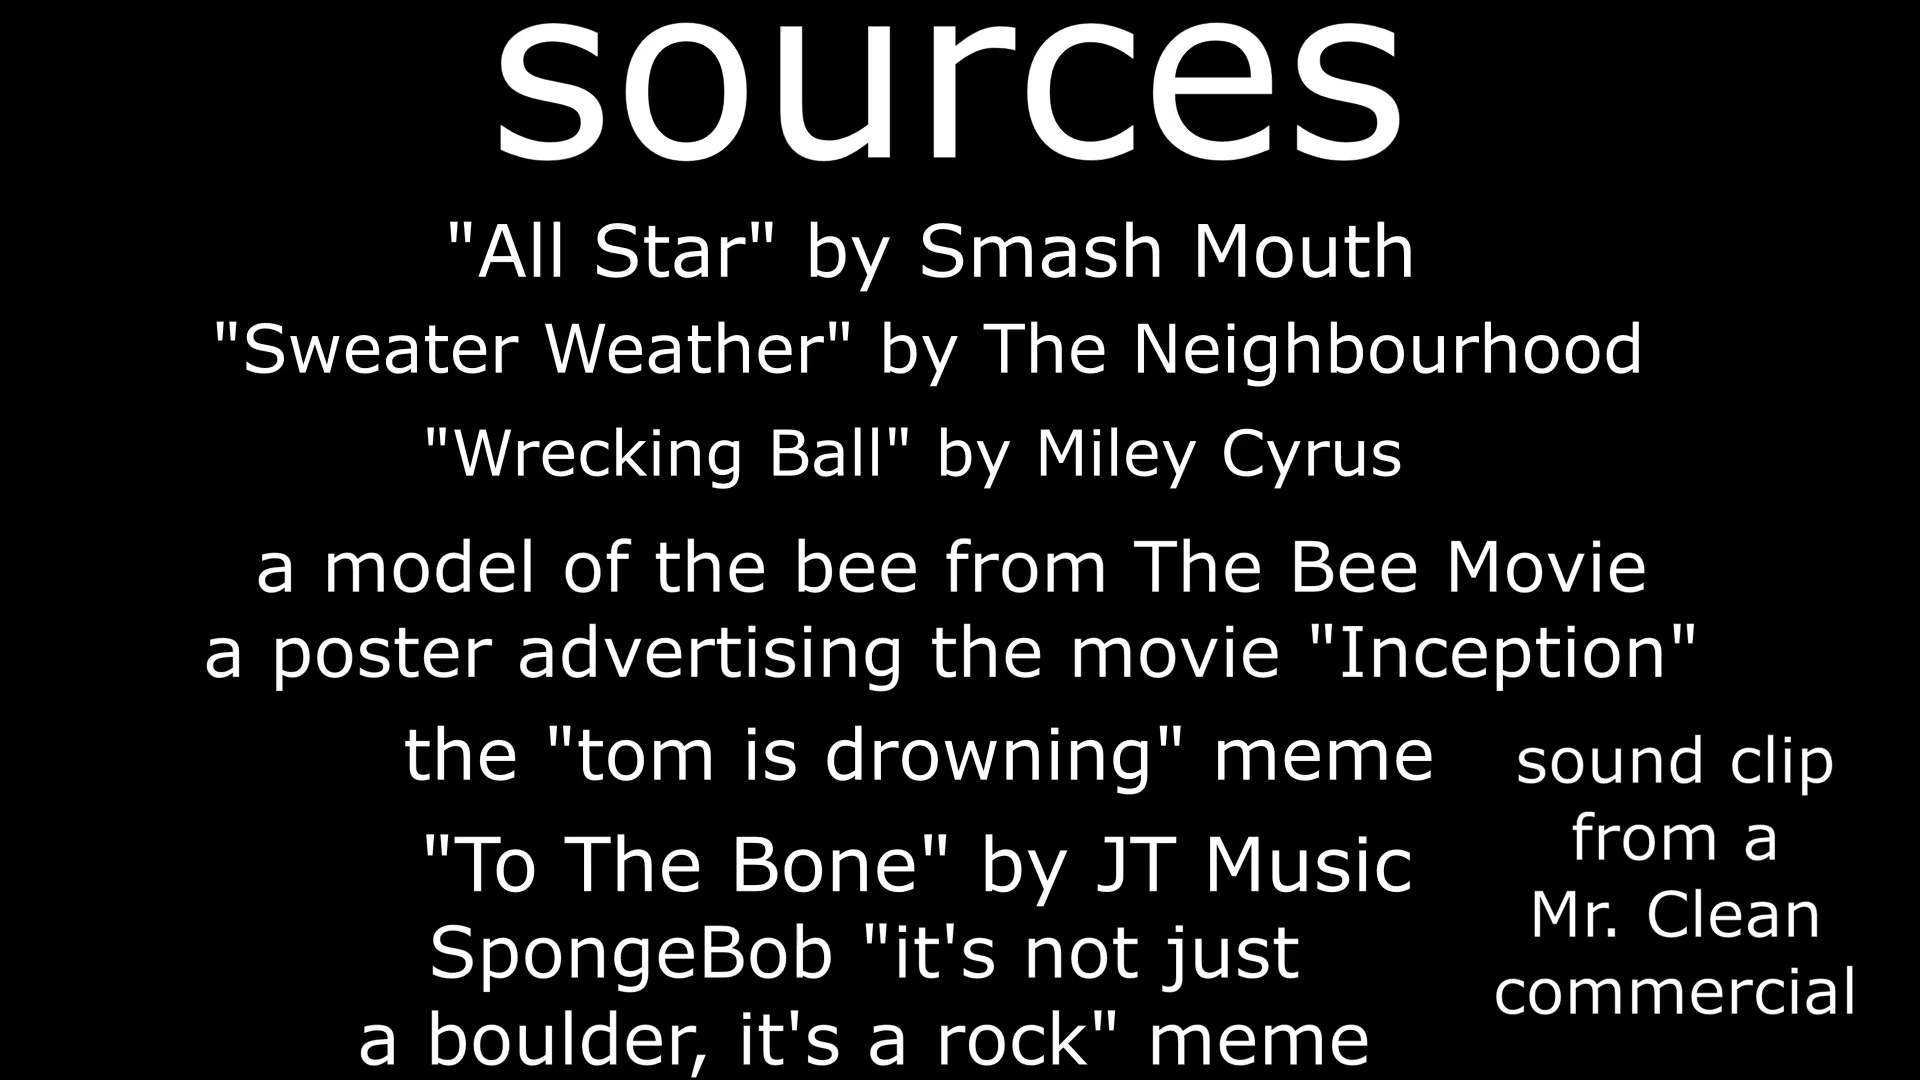 sources
"All Star" by Smash Mouth
"Sweater Weather" by The Neighbourhood
"Wrecking Ball" by Miley Cyrus
a model of the bee from The Bee Movie
a poster advertising the movie "Inception"
the "tom is drowning" meme
"To The Bone" by JT Music
SpongeBob "it's not just
a boulder, it's a rock" meme
sound clip
from a
Mr. Clean
commercial